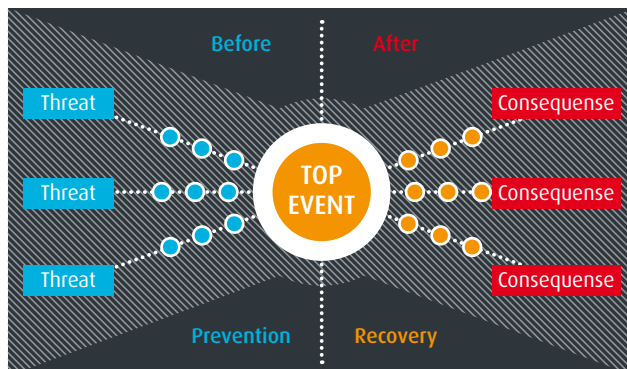 Before
After
Threat
Consequense
Threat
TOP
EVENT
Consequense
Threat
Consequense
Prevention
Recovery